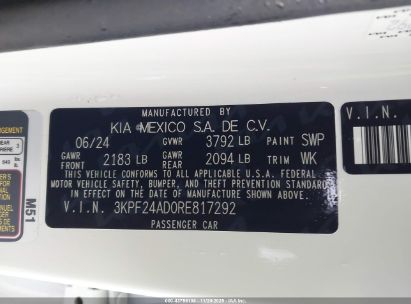 MANUFACTURED BY
KIA MEXICO S.A. DE C.V.
06/24 GVWR 3792 LB PAINT SWP
GAWR FRONT 2183 LB GAWR REAR 2094 LB TRIM WK
THIS VEHICLE CONFORMS TO ALL APPLICABLE U.S.A. FEDERAL
MOTOR VEHICLE SAFETY, BUMPER, AND THEFT PREVENTION STANDARDS
IN EFFECT ON THE DATE OF MANUFACTURE SHOWN ABOVE.
V.I.N. 3KPF24AD0RE817292
PASSENGER CAR
V.I.N.
M51